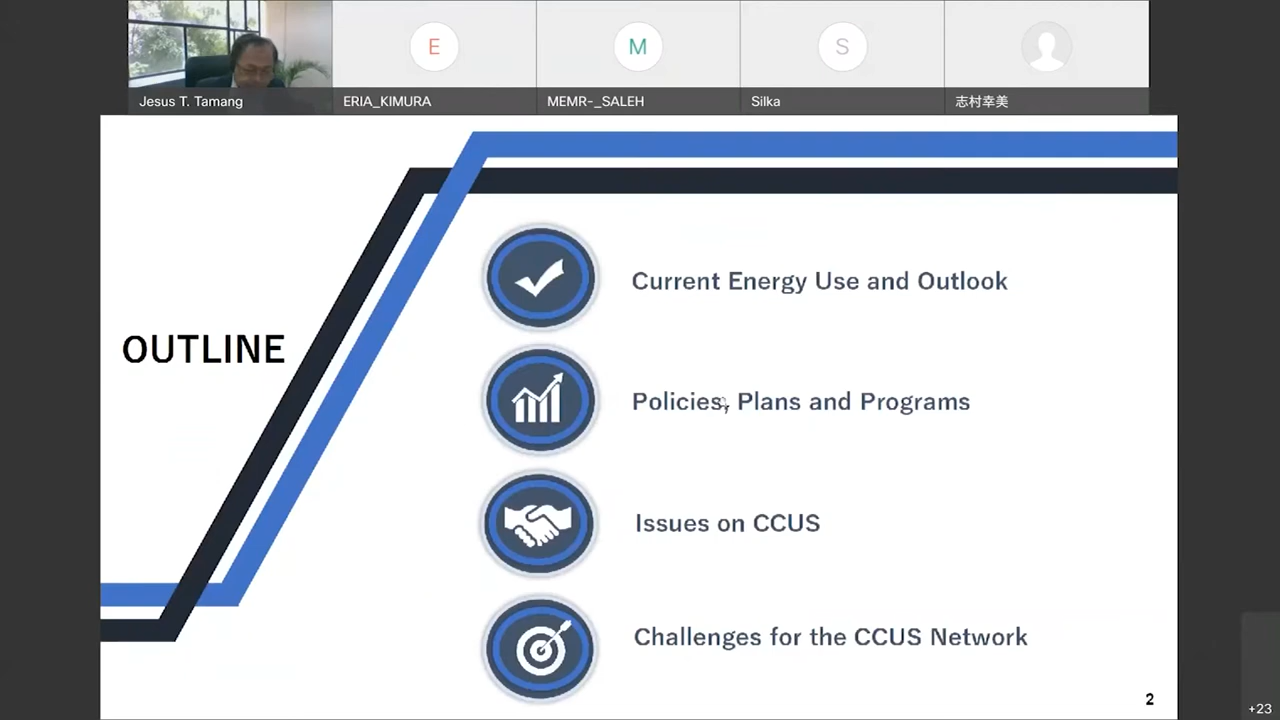 E
M
S
Jesus T. Tamang
ERIA_KIMURA
MEMR-_SALEH
Silka
志村幸美
OUTLINE
Current Energy Use and Outlook
Policies, Plans and Programs
Issues on CCUS
Challenges for the CCUS Network
2
+23